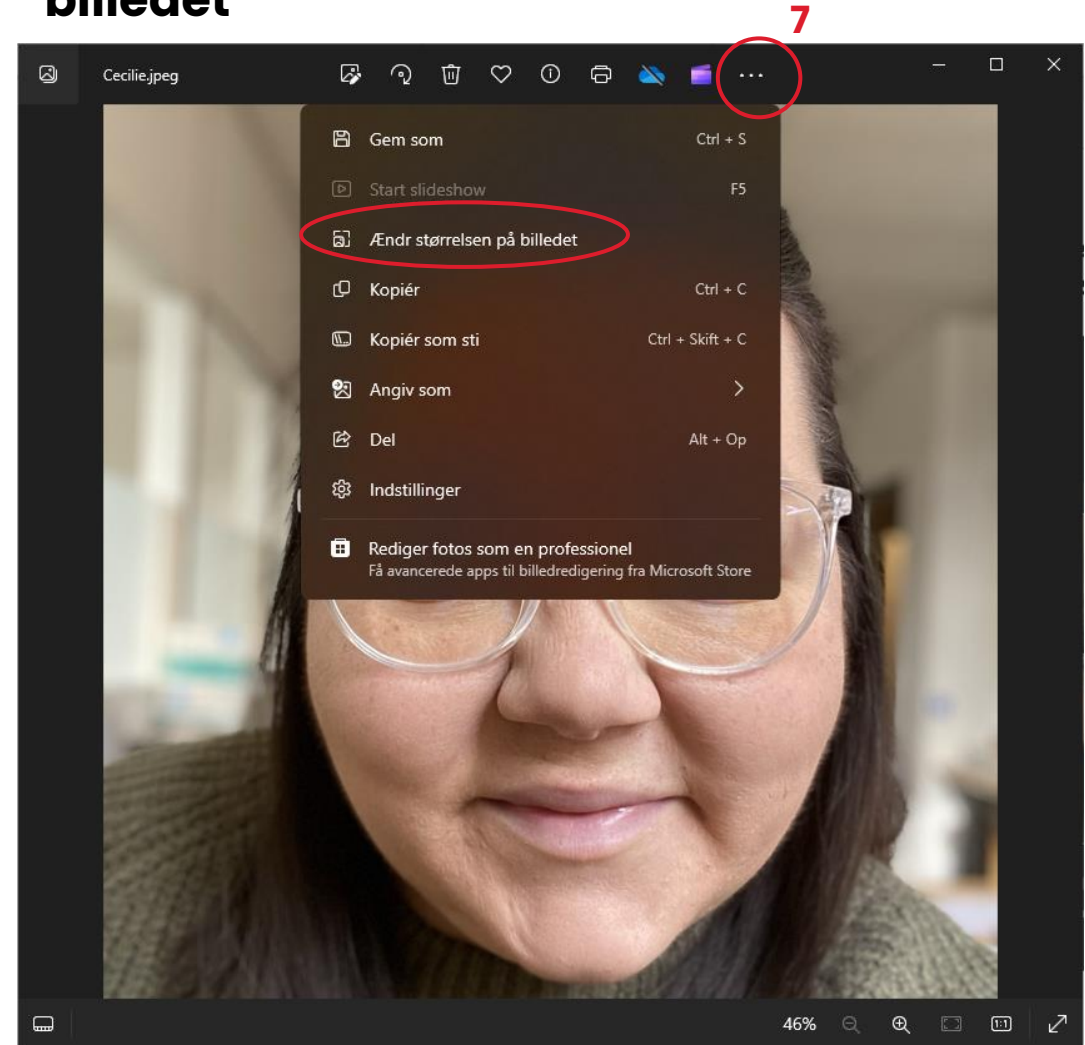 billedet
7
Cecilie.jpeg
Gem som Ctrl + S
Start slideshow F5
Ændr størrelsen på billedet
Kopiér Ctrl + C
Kopiér som sti Ctrl + Skift + C
Angiv som
Del Alt + Op
Indstillinger
Rediger fotos som en professionel
Få avancerede apps til billedredigering fra Microsoft Store
46% 1:1